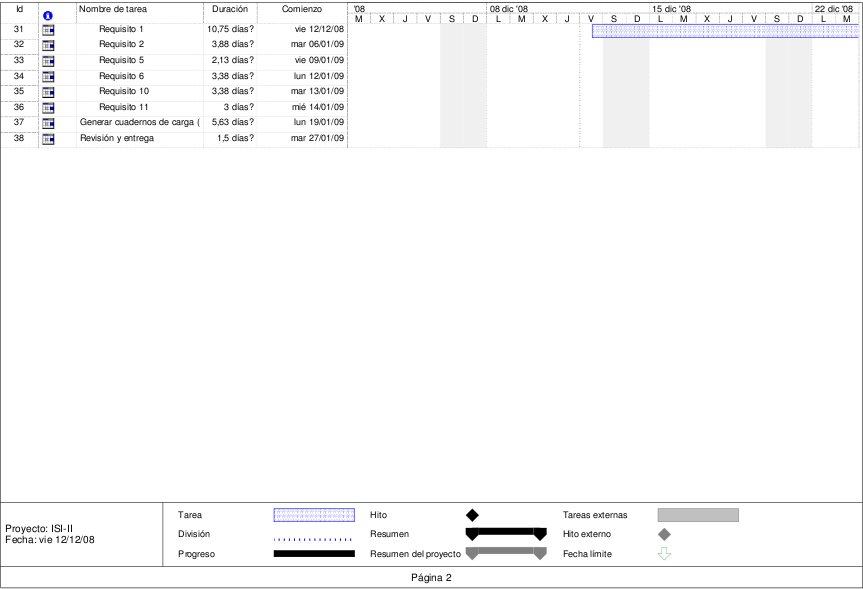 Id Nombre de tarea Duración Comienzo '08 08 dic '08 15 dic '08 22 dic '08
M X J V S D L M X J V S D L M X J V S D L M
31 Requisito 1 10,75 días? vie 12/12/08
32 Requisito 2 3,88 días? mar 06/01/09
33 Requisito 5 2,13 días? vie 09/01/09
34 Requisito 6 3,38 días? lun 12/01/09
35 Requisito 10 3,38 días? mar 13/01/09
36 Requisito 11 3 días? mié 14/01/09
37 Generar cuadernos de carga ( 5,63 días? lun 19/01/09
38 Revisión y entrega 1,5 días? mar 27/01/09
Proyecto: ISI-II
Fecha: vie 12/12/08
Tarea Hito Tareas externas
División Resumen Hito externo
Progreso Resumen del proyecto Fecha límite
Página 2